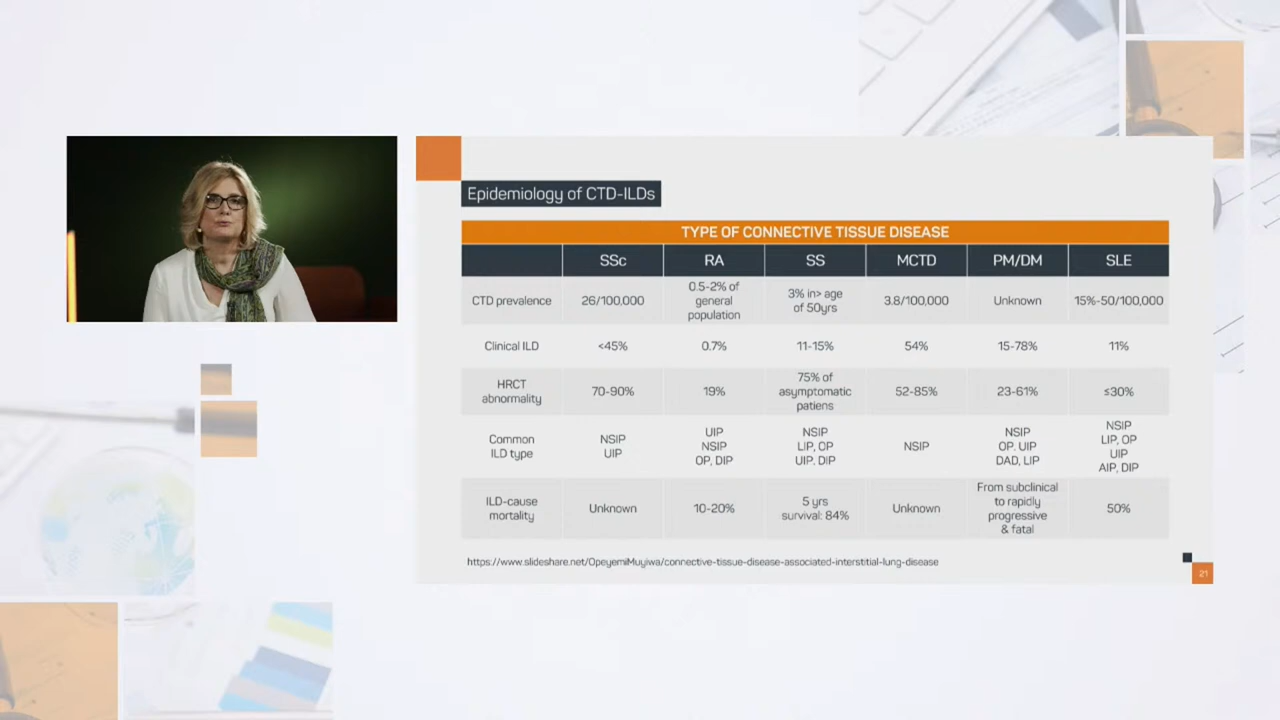 Epidemiology of CTD-ILDs
TYPE OF CONNECTIVE TISSUE DISEASE
SSc RA SS MCTD PM/DM SLE
CTD prevalence 26/100,000 0.5-2% of general population 3% in> age of 50yrs 3.8/100,000 Unknown 15%-50/100,000
Clinical ILD <45% 0.7% 11-15% 54% 15-78% 11%
HRCT abnormality 70-90% 19% 75% of asymptomatic patiens 52-85% 23-61% ≤30%
Common ILD type NSIP UIP UIP NSIP OP, DIP NSIP LIP, OP UIP, DIP NSIP NSIP OP. UIP DAD, LIP NSIP LIP, OP UIP AIP, DIP
ILD-cause mortality Unknown 10-20% 5 yrs survival: 84% Unknown From subclinical to rapidly progressive & fatal 50%
https://www.slideshare.net/OpeyemiMuyiwa/connective-tissue-disease-associated-interstitial-lung-disease
21